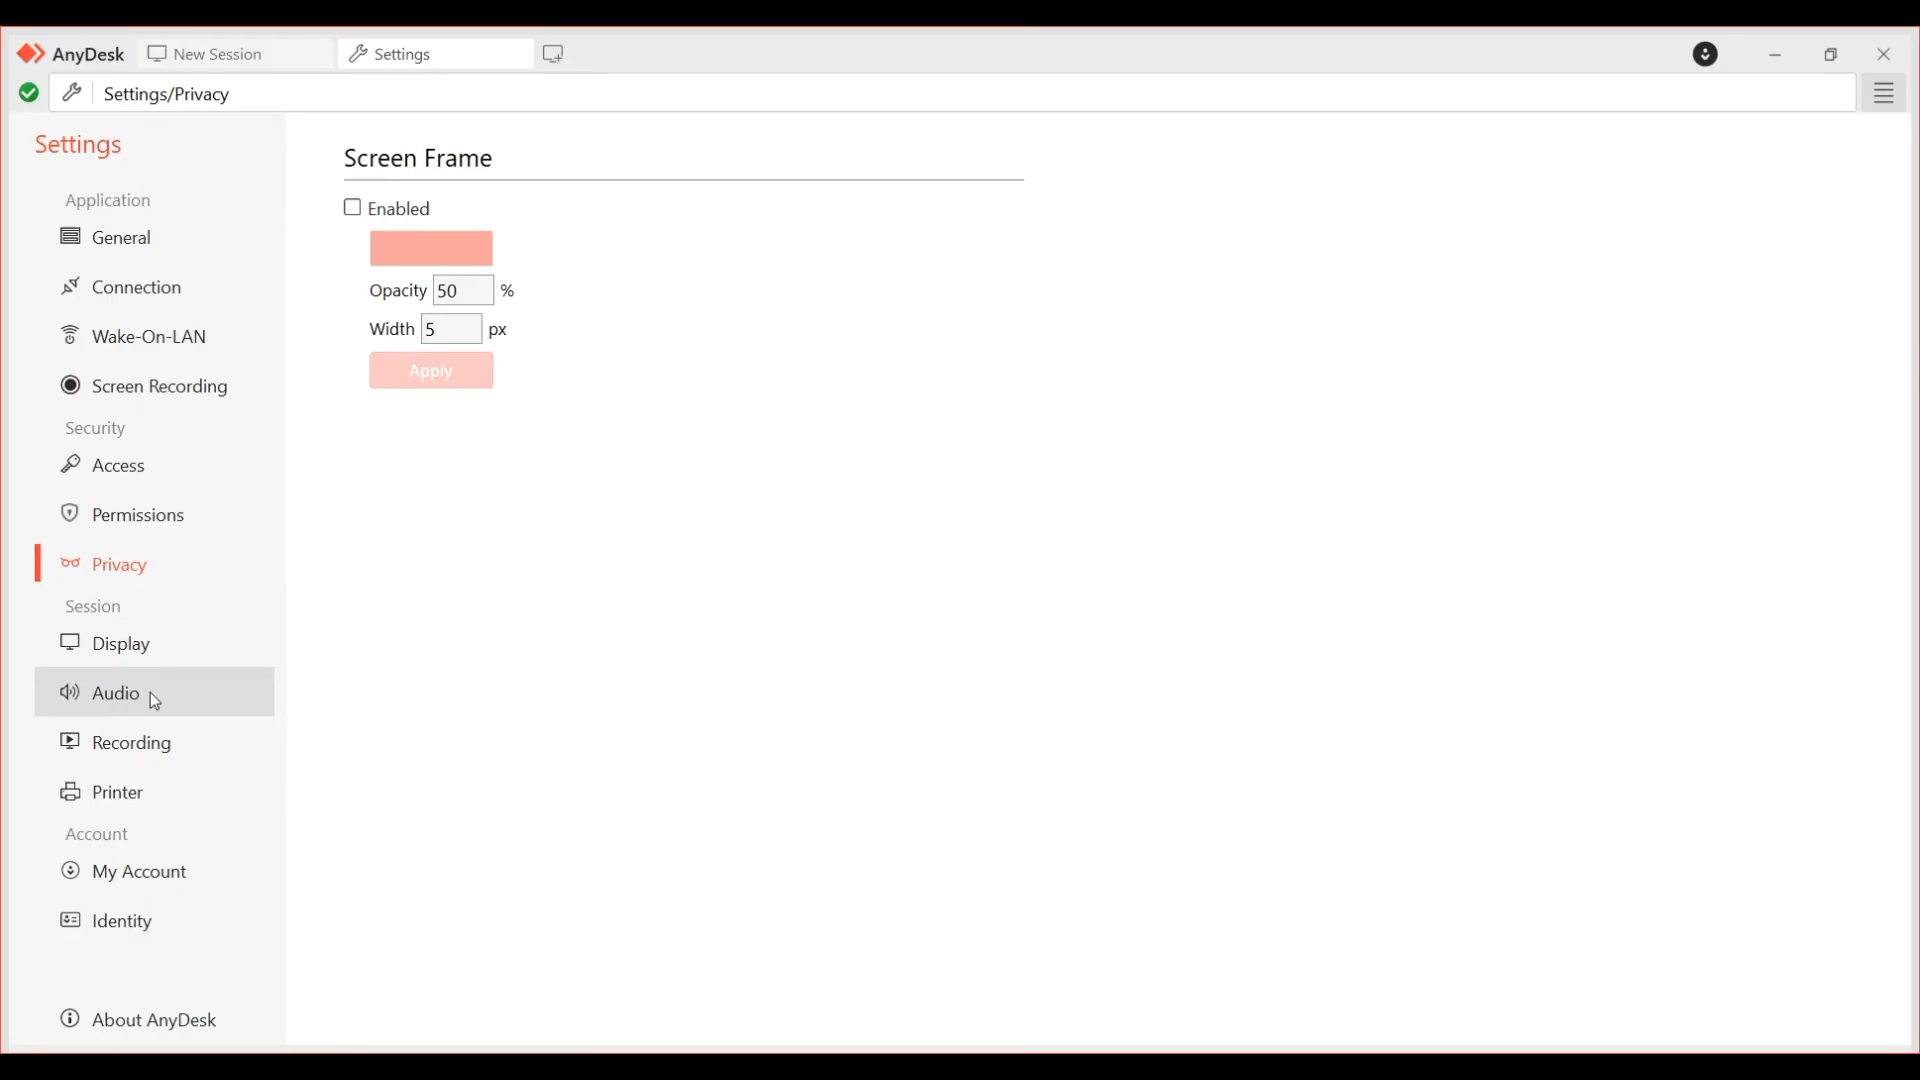 AnyDesk New Session Settings
Settings/Privacy
Settings
Application
General
Connection
Wake-On-LAN
Screen Recording
Security
Access
Permissions
Privacy
Session
Display
Audio
Recording
Printer
Account
My Account
Identity
About AnyDesk
Screen Frame
Enabled
Opacity 50 %
Width 5 px
Apply